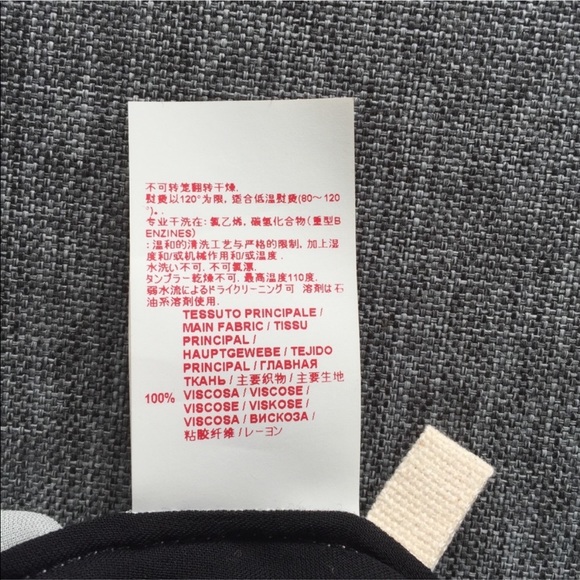 不可转笼翻转干燥.
熨烫以120°为限, 适合低温熨烫(80～120
°)。.
专业干洗在: 氯乙烯, 碳氢化合物 (重型B
ENZINES)
: 温和的清洗工艺与严格的限制, 加上湿
度和/或机械作用和/或温度 .
水洗い不可. 不可氯漂.
タンブラー乾燥不可. 最高温度110度.
弱水流によるドライクリーニング可 溶剤は石
油系溶剤使用.
TESSUTO PRINCIPALE /
MAIN FABRIC / TISSU
PRINCIPAL /
HAUPTGEWEBE / TEJIDO
PRINCIPAL / ГЛАВНАЯ
ТКАНЬ / 主要织物 / 主要生地
100% VISCOSA / VISCOSE /
VISCOSE / VISKOSE /
VISCOSA / ВИСКОЗА /
粘胶纤维 / レーヨン